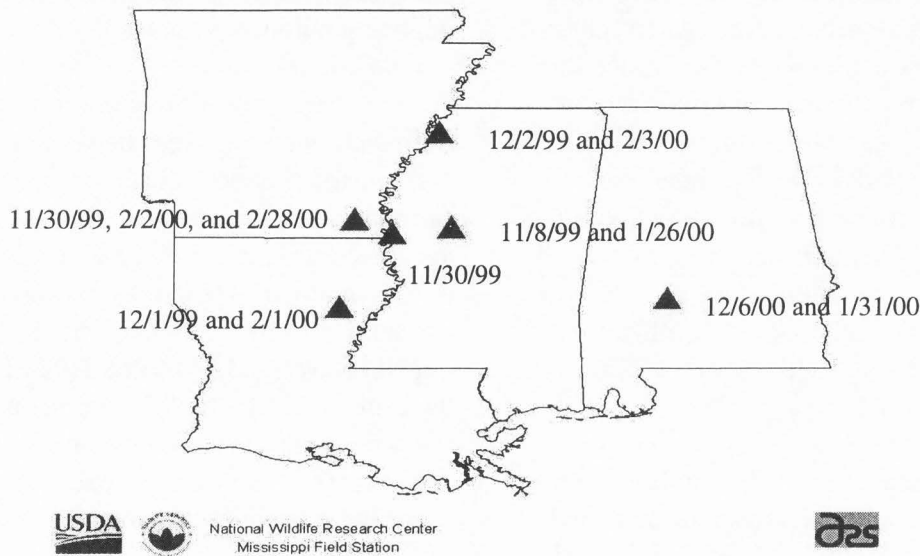 12/2/99 and 2/3/00
11/30/99, 2/2/00, and 2/28/00
11/8/99 and 1/26/00
11/30/99
12/1/99 and 2/1/00
12/6/00 and 1/31/00
USDA
National Wildlife Research Center
Mississippi Field Station